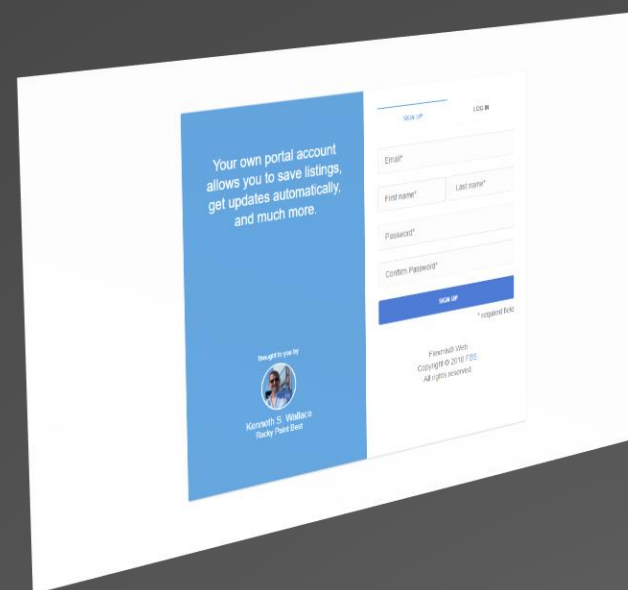 Your own portal account
allows you to save listings,
get updates automatically,
and much more.
Brought to you by
Kenneth S. Wallace
Rocky Point Best
SIGN UP
LOG IN
Email*
First name*
Last name*
Password*
Confirm Password*
SIGN UP
* required field
Flexmls® Web
Copyright © 2016 FBS.
All rights reserved.